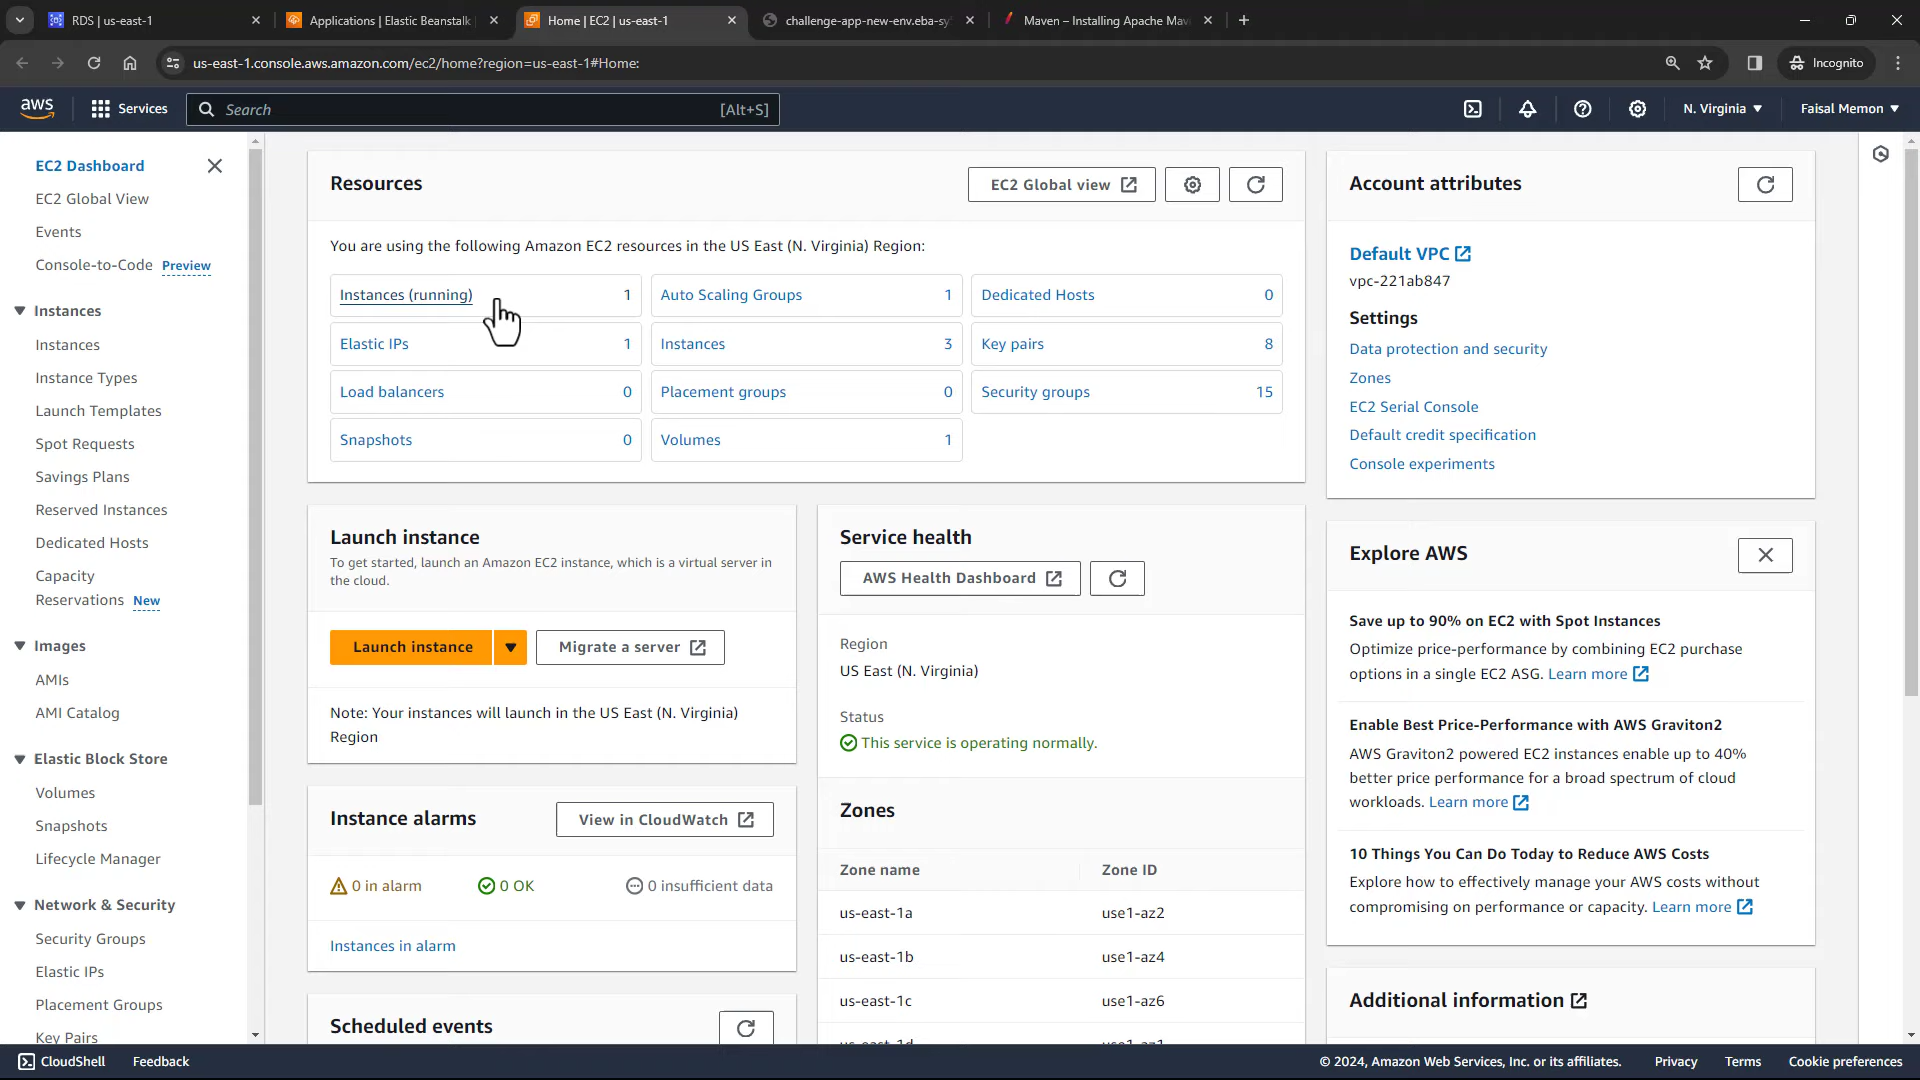 RDS | us-east-1
Applications | Elastic Beanstalk
Home | EC2 | us-east-1
challenge-app-new-env.eba-sy
Maven – Installing Apache Mav
us-east-1.console.aws.amazon.com/ec2/home?region=us-east-1#Home:
Incognito
aws
Services
Search
[Alt+S]
N. Virginia
Faisal Memon
EC2 Dashboard
EC2 Global View
Events
Console-to-Code Preview
Instances
Instances
Instance Types
Launch Templates
Spot Requests
Savings Plans
Reserved Instances
Dedicated Hosts
Capacity
Reservations New
Images
AMIs
AMI Catalog
Elastic Block Store
Volumes
Snapshots
Lifecycle Manager
Network & Security
Security Groups
Elastic IPs
Placement Groups
Key Pairs
Resources
EC2 Global view
You are using the following Amazon EC2 resources in the US East (N. Virginia) Region:
Instances (running) 1
Auto Scaling Groups 1
Dedicated Hosts 0
Elastic IPs 1
Instances 3
Key pairs 8
Load balancers 0
Placement groups 0
Security groups 15
Snapshots 0
Volumes 1
Launch instance
To get started, launch an Amazon EC2 instance, which is a virtual server in
the cloud.
Launch instance
Migrate a server
Note: Your instances will launch in the US East (N. Virginia)
Region
Instance alarms
View in CloudWatch
0 in alarm
0 OK
0 insufficient data
Instances in alarm
Scheduled events
Service health
AWS Health Dashboard
Region
US East (N. Virginia)
Status
This service is operating normally.
Zones
Zone name
Zone ID
us-east-1a
use1-az2
us-east-1b
use1-az4
us-east-1c
use1-az6
us-east-1d
use1-az1
Account attributes
Default VPC
vpc-221ab847
Settings
Data protection and security
Zones
EC2 Serial Console
Default credit specification
Console experiments
Explore AWS
Save up to 90% on EC2 with Spot Instances
Optimize price-performance by combining EC2 purchase
options in a single EC2 ASG. Learn more
Enable Best Price-Performance with AWS Graviton2
AWS Graviton2 powered EC2 instances enable up to 40%
better price performance for a broad spectrum of cloud
workloads. Learn more
10 Things You Can Do Today to Reduce AWS Costs
Explore how to effectively manage your AWS costs without
compromising on performance or capacity. Learn more
Additional information
CloudShell
Feedback
© 2024, Amazon Web Services, Inc. or its affiliates.
Privacy
Terms
Cookie preferences